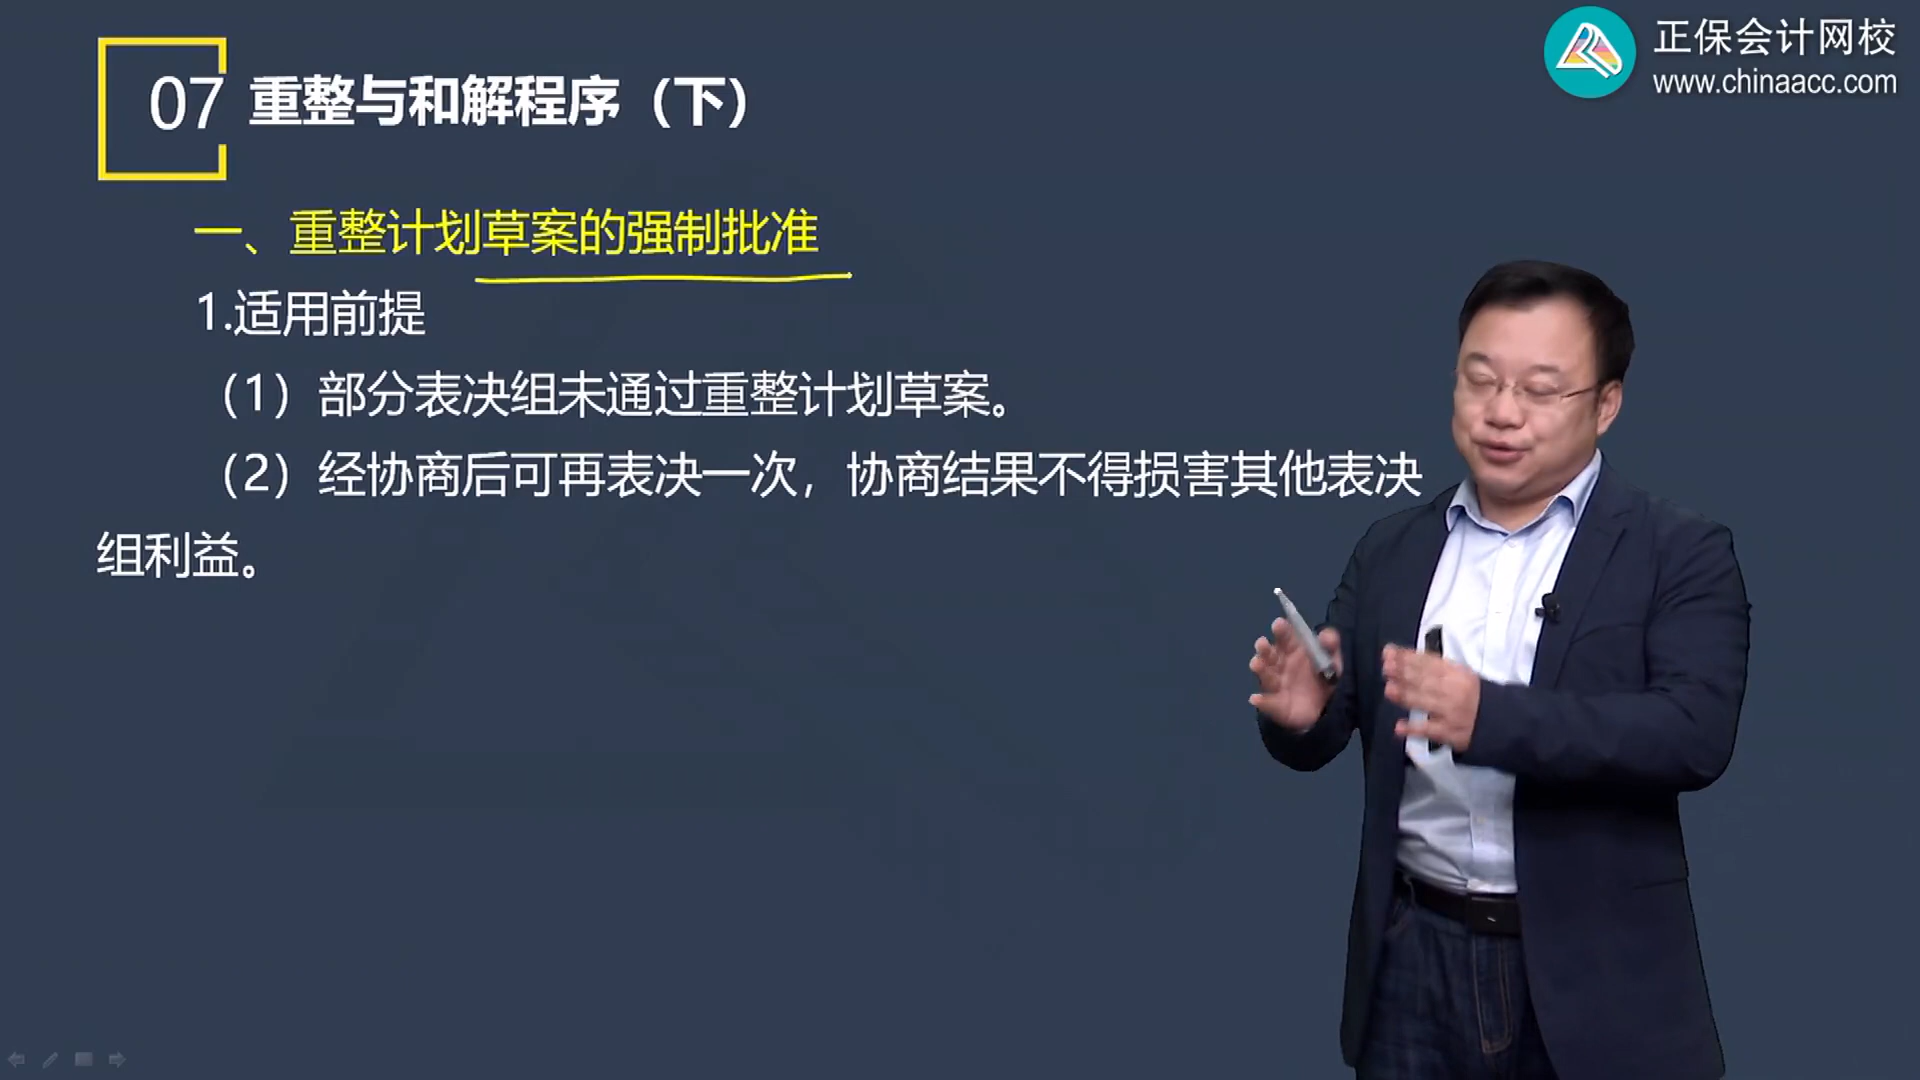 正保会计网校
www.chinaacc.com
07 重整与和解程序（下）
一、重整计划草案的强制批准
1.适用前提
（1）部分表决组未通过重整计划草案。
（2）经协商后可再表决一次，协商结果不得损害其他表决
组利益。